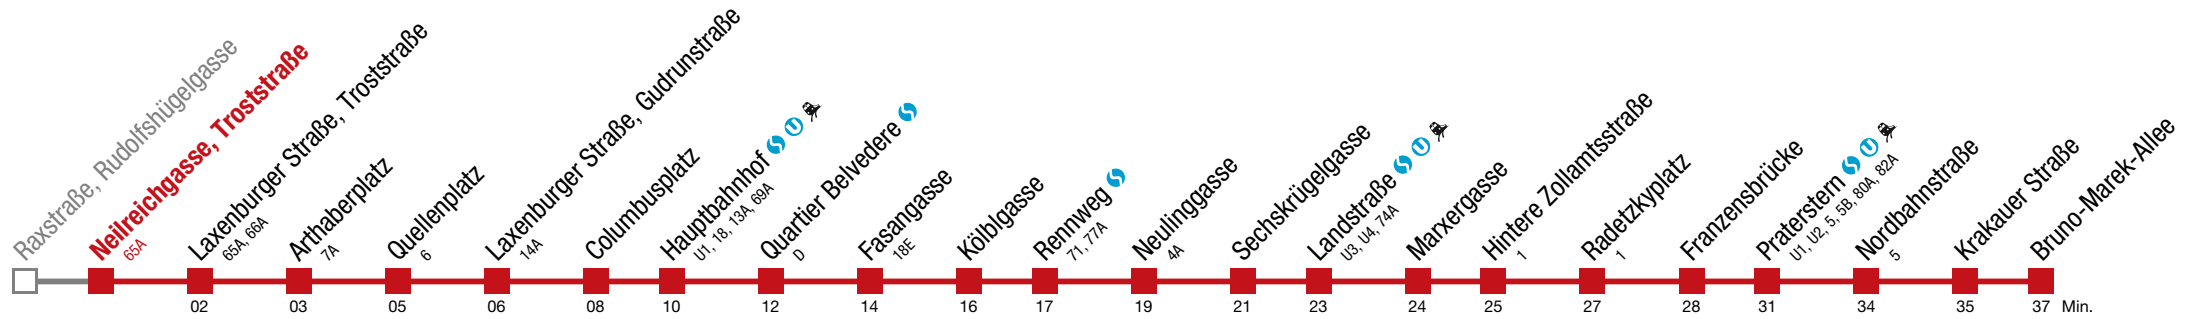 Raxstraße, Rudolfshügelgasse
Neilreichgasse, Troststraße
65A
Laxenburger Straße, Troststraße
65A, 66A
02
Arthaberplatz
7A
03
Quellenplatz
6
05
Laxenburger Straße, Gudrunstraße
14A
06
Columbusplatz
08
Hauptbahnhof
U1, 18, 13A, 69A
10
Quartier Belvedere
D
12
Fasangasse
18E
14
Kölblgasse
16
Rennweg
71, 77A
17
Neulinggasse
4A
19
Sechskrügelgasse
21
Landstraße
U3, U4, 74A
23
Marxergasse
24
Hintere Zollamtsstraße
1
25
Radetzkyplatz
1
27
Franzensbrücke
28
Praterstern
U1, U2, 5, 5B, 80A, 82A
31
Nordbahnstraße
5
34
Krakauer Straße
35
Bruno-Marek-Allee
37 Min.